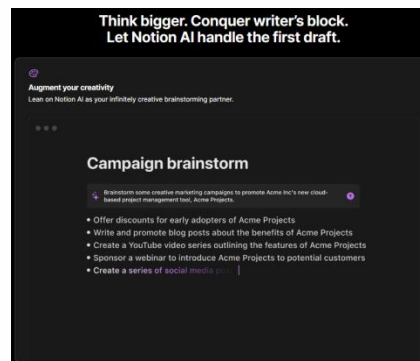 Think bigger. Conquer writer's block.
Let Notion AI handle the first draft.
Augment your creativity
Lean on Notion AI as your infinitely creative brainstorming partner.
Campaign brainstorm
Brainstorm some creative marketing campaigns to promote Acme Inc's new cloud-
based project management tool, Acme Projects.
• Offer discounts for early adopters of Acme Projects
• Write and promote blog posts about the benefits of Acme Projects
• Create a YouTube video series outlining the features of Acme Projects
• Sponsor a webinar to introduce Acme Projects to potential customers
• Create a series of social media